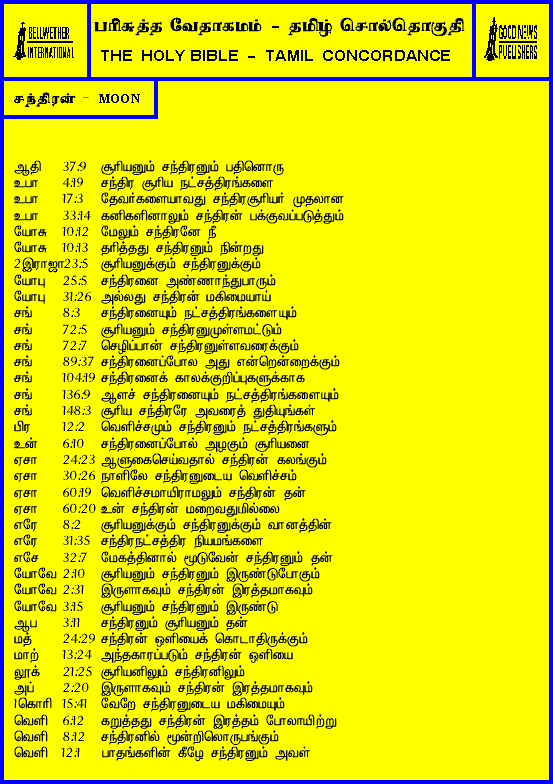 BELLWETHER
INTERNATIONAL
பரிசுத்த வேதாகமம் - தமிழ் சொல்தொகுதி
THE HOLY BIBLE - TAMIL CONCORDANCE
GOOD NEWS
PUBLISHERS
சந்திரன் - MOON
ஆதி 37:9 சூரியனும் சந்திரனும் பதினொரு
உபா 4:19 சந்திர சூரிய நட்சத்திரங்களை
உபா 17:3 தேவர்களையாவது சந்திரசூரியர் முதலான
உபா 33:14 கனிகளினாலும் சந்திரன் பக்குவப்படுத்தும்
யோசு 10:12 மேலும் சந்திரனே நீ
யோசு 10:13 தரித்தது சந்திரனும் நின்றது
2இராஜா23:5 சூரியனுக்கும் சந்திரனுக்கும்
யோபு 25:5 சந்திரனை அண்ணாந்துபாரும்
யோபு 31:26 அல்லது சந்திரன் மகிமையாய்
சங் 8:3 சந்திரனையும் நட்சத்திரங்களையும்
சங் 72:5 சூரியனும் சந்திரனுமுள்ளமட்டும்
சங் 72:7 செழிப்பான் சந்திரனுள்ளவரைக்கும்
சங் 89:37 சந்திரனைப்போல அது என்றென்றைக்கும்
சங் 104:19 சந்திரனைக் காலக்குறிப்புகளுக்காக
சங் 136:9 ஆளச் சந்திரனையும் நட்சத்திரங்களையும்
சங் 148:3 சூரிய சந்திரரே அவரைத் துதியுங்கள்
பிர 12:2 வெளிச்சமும் சந்திரனும் நட்சத்திரங்களும்
உன் 6:10 சந்திரனைப்போல் அழகும் சூரியனை
ஏசா 24:23 ஆளுகைசெய்வதால் சந்திரன் கலங்கும்
ஏசா 30:26 நாளிலே சந்திரனுடைய வெளிச்சம்
ஏசா 60:19 வெளிச்சமாயிராமலும் சந்திரன் தன்
ஏசா 60:20 உன் சந்திரன் மறைவதுமில்லை
எரே 8:2 சூரியனுக்கும் சந்திரனுக்கும் வானத்தின்
எரே 31:35 சந்திரநட்சத்திர நியமங்களை
எசே 32:7 மேகத்தினால் மூடுவேன் சந்திரனும் தன்
யோவே 2:10 சூரியனும் சந்திரனும் இருண்டுபோகும்
யோவே 2:31 இருளாகவும் சந்திரன் இரத்தமாகவும்
யோவே 3:15 சூரியனும் சந்திரனும் இருண்டு
ஆப 3:11 சந்திரனும் சூரியனும் தன்
மத் 24:29 சந்திரன் ஒளியைக் கொடாதிருக்கும்
மாற் 13:24 அந்தகாரப்படும் சந்திரன் ஒளியை
லூக் 21:25 சூரியனிலும் சந்திரனிலும்
அப் 2:20 இருளாகவும் சந்திரன் இரத்தமாகவும்
1கொரி 15:41 வேறே சந்திரனுடைய மகிமையும்
வெளி 6:12 கறுத்தது சந்திரன் இரத்தம் போலாயிற்று
வெளி 8:12 சந்திரனில் மூன்றிலொருபங்கும்
வெளி 12:1 பாதங்களின் கீழே சந்திரனும் அவள்